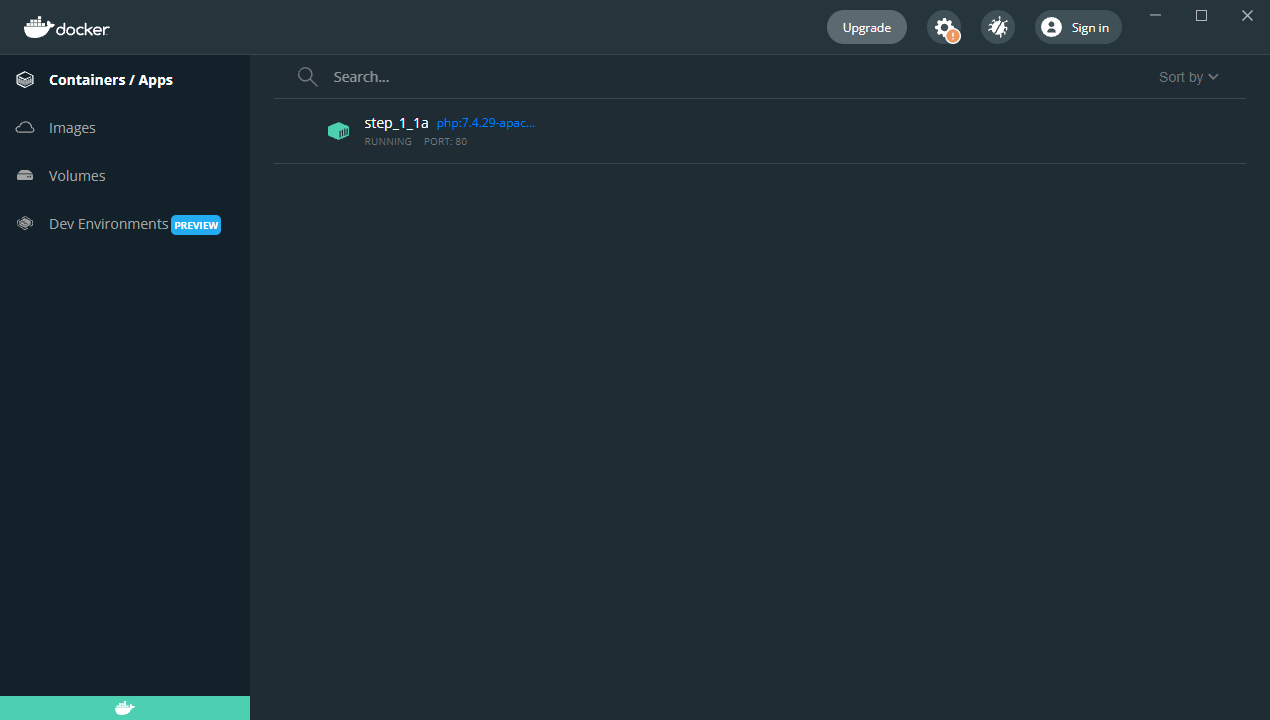 docker
Upgrade
Sign in
Containers / Apps
Images
Volumes
Dev Environments PREVIEW
Search...
Sort by
step_1_1a php:7.4.29-apac...
RUNNING PORT: 80